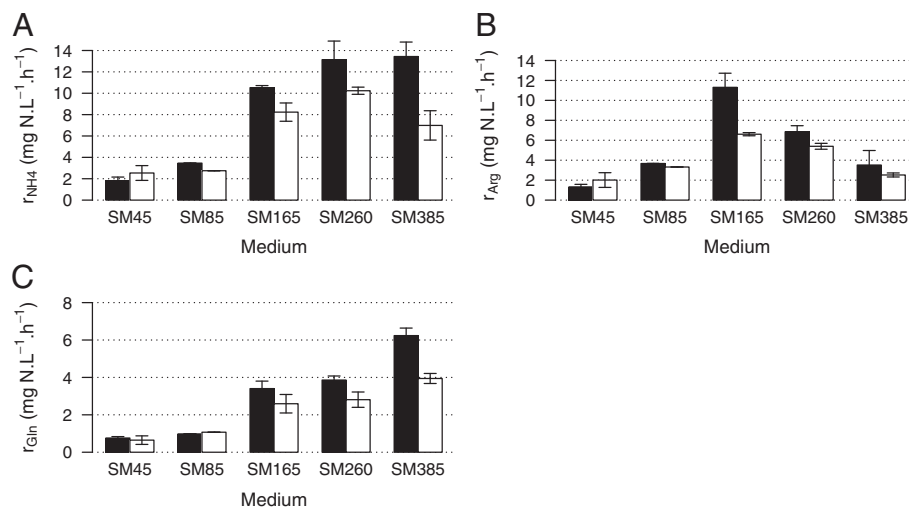 A
r_NH4 (mg N.L⁻¹.h⁻¹)
14
12
10
8
6
4
2
0
SM45 SM85 SM165 SM260 SM385
Medium
B
r_Arg (mg N.L⁻¹.h⁻¹)
14
12
10
8
6
4
2
0
SM45 SM85 SM165 SM260 SM385
Medium
C
r_Gln (mg N.L⁻¹.h⁻¹)
8
6
4
2
0
SM45 SM85 SM165 SM260 SM385
Medium